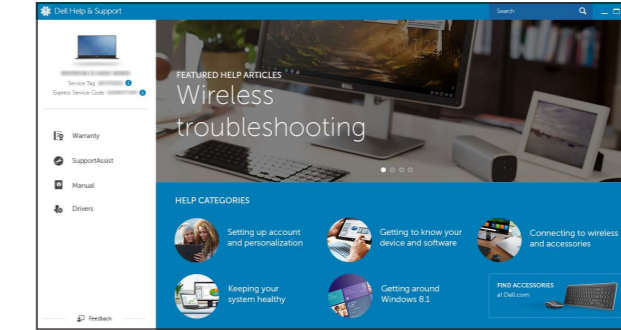 Dell Help & Support
Search
Service Tag
Express Service Code
Warranty
SupportAssist
Manual
Drivers
Feedback
FEATURED HELP ARTICLES
Wireless
troubleshooting
HELP CATEGORIES
Setting up account
and personalization
Getting to know your
device and software
Connecting to wireless
and accessories
Keeping your
system healthy
Getting around
Windows 8.1
FIND ACCESSORIES
at Dell.com